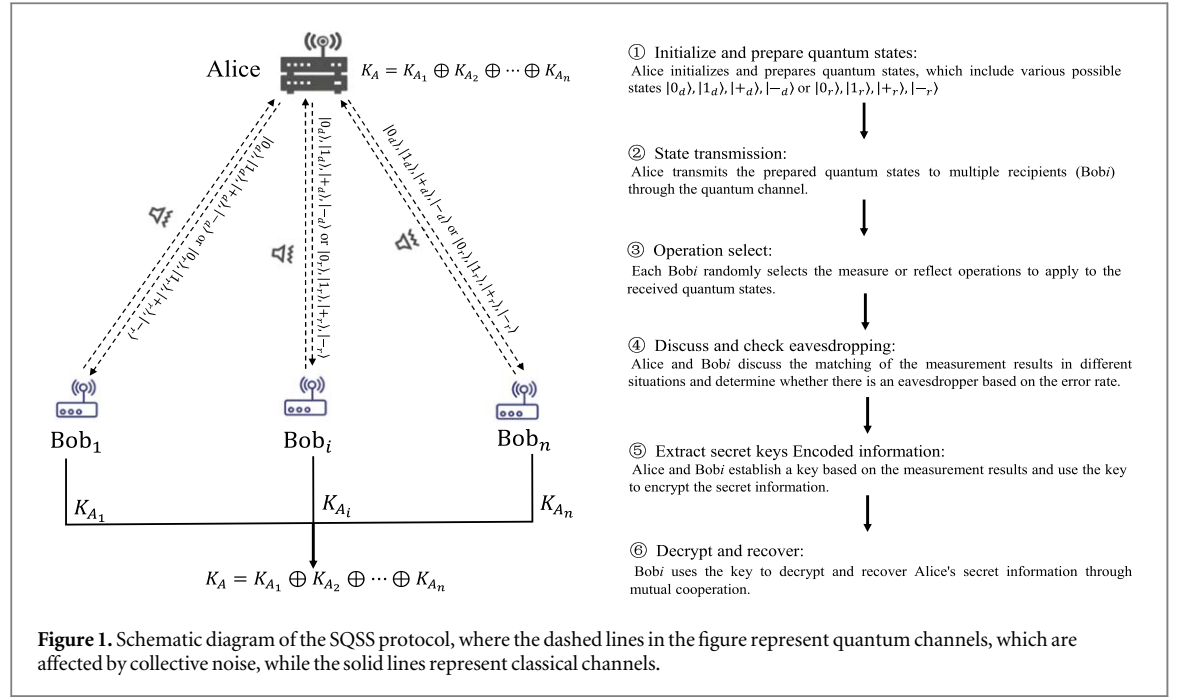 Alice
K_A = K_{A_1} ⊕ K_{A_2} ⊕ ⋯ ⊕ K_{A_n}
|0_d⟩,|1_d⟩,|+_d⟩,|−_d⟩ or |0_r⟩,|1_r⟩,|+_r⟩,|−_r⟩
|0_d⟩,|1_d⟩,|+_d⟩,|−_d⟩ or |0_r⟩,|1_r⟩,|+_r⟩,|−_r⟩
|0_d⟩,|1_d⟩,|+_d⟩,|−_d⟩ or |0_r⟩,|1_r⟩,|+_r⟩,|−_r⟩
Bob_1
Bob_i
Bob_n
K_{A_1}
K_{A_i}
K_{A_n}
K_A = K_{A_1} ⊕ K_{A_2} ⊕ ⋯ ⊕ K_{A_n}
① Initialize and prepare quantum states:
Alice initializes and prepares quantum states, which include various possible
states |0_d⟩, |1_d⟩, |+_d⟩, |−_d⟩ or |0_r⟩, |1_r⟩, |+_r⟩, |−_r⟩
② State transmission:
Alice transmits the prepared quantum states to multiple recipients (Bobi)
through the quantum channel.
③ Operation select:
Each Bobi randomly selects the measure or reflect operations to apply to the
received quantum states.
④ Discuss and check eavesdropping:
Alice and Bobi discuss the matching of the measurement results in different
situations and determine whether there is an eavesdropper based on the error rate.
⑤ Extract secret keys Encoded information:
Alice and Bobi establish a key based on the measurement results and use the key
to encrypt the secret information.
⑥ Decrypt and recover:
Bobi uses the key to decrypt and recover Alice's secret information through
mutual cooperation.
Figure 1. Schematic diagram of the SQSS protocol, where the dashed lines in the figure represent quantum channels, which are
affected by collective noise, while the solid lines represent classical channels.